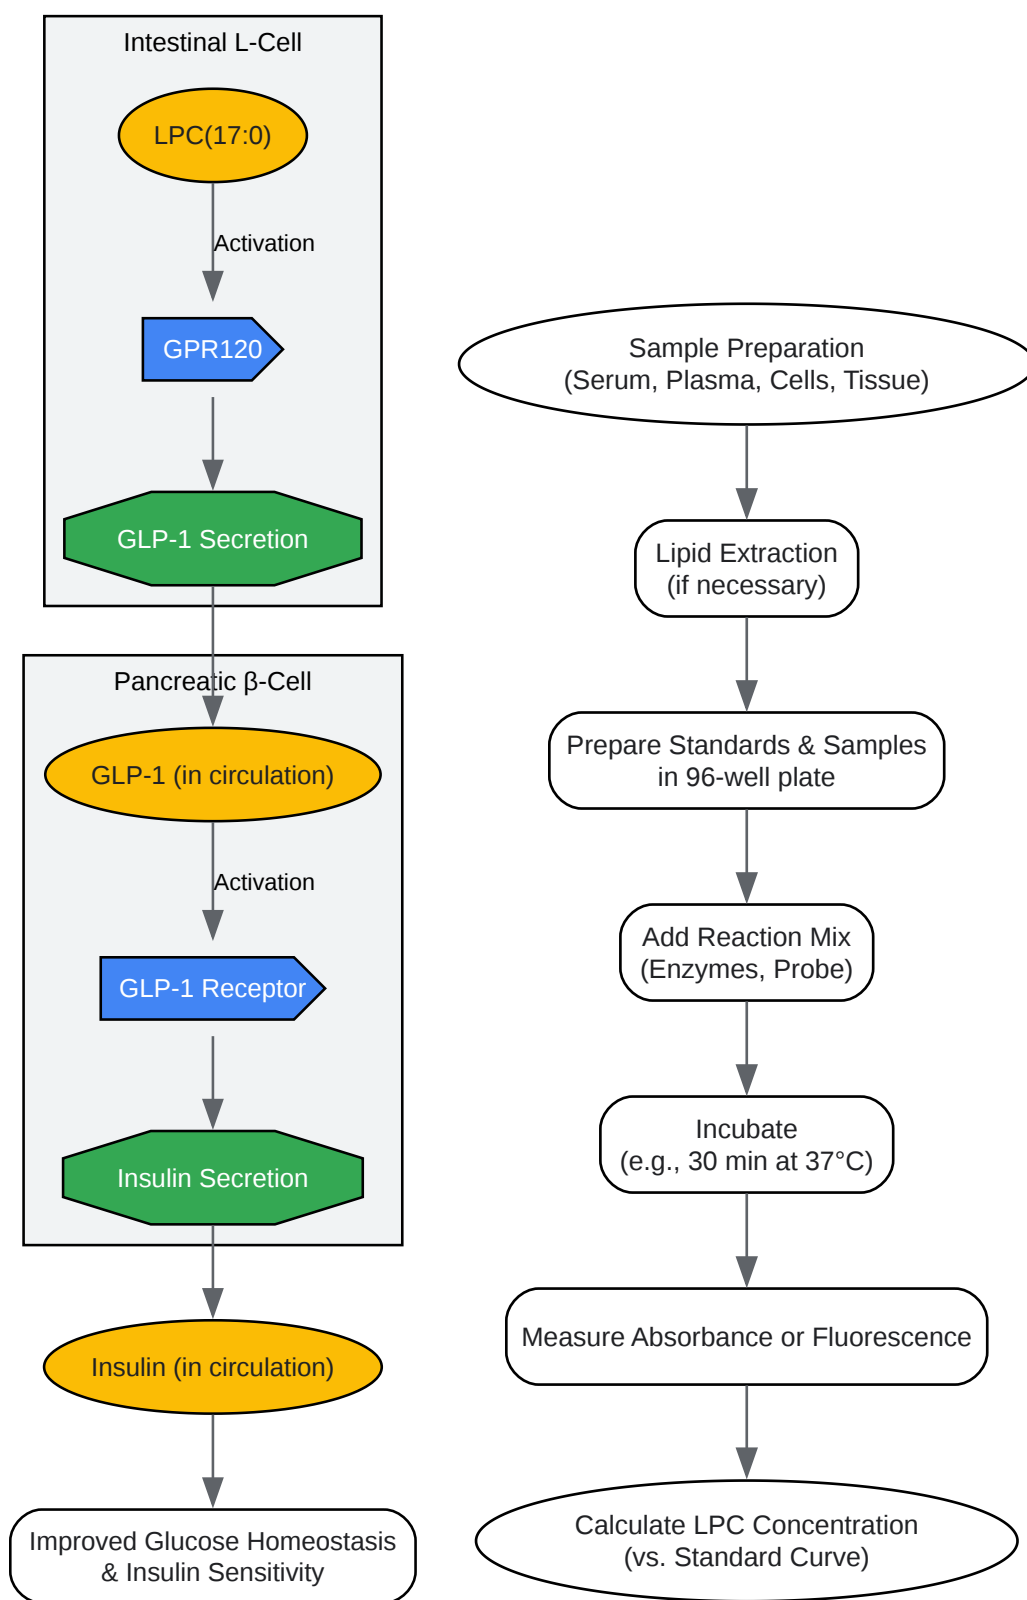 Intestinal L-Cell
LPC(17:0)
Activation
GPR120
GLP-1 Secretion
Pancreatic β-Cell
GLP-1 (in circulation)
Activation
GLP-1 Receptor
Insulin Secretion
Insulin (in circulation)
Improved Glucose Homeostasis
& Insulin Sensitivity
Sample Preparation
(Serum, Plasma, Cells, Tissue)
Lipid Extraction
(if necessary)
Prepare Standards & Samples
in 96-well plate
Add Reaction Mix
(Enzymes, Probe)
Incubate
(e.g., 30 min at 37°C)
Measure Absorbance or Fluorescence
Calculate LPC Concentration
(vs. Standard Curve)